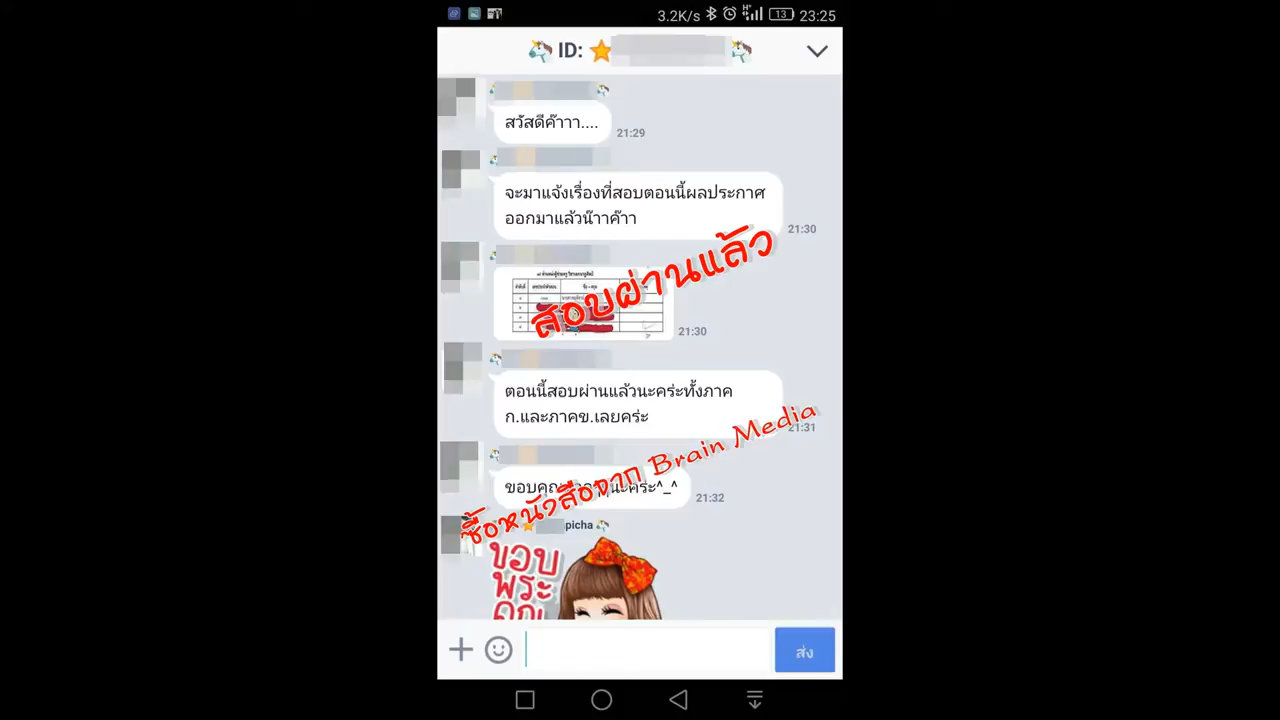 3.2K/s 13 23:25
ID:
สวัสดีค๊าาา....
21:29
จะมาแจ้งเรื่องที่สอบตอนนี้ผลประกาศ
ออกมาแล้วน๊าาค๊าา
21:30
สอบผ่านแล้ว
ลำดับที่
21:30
ตอนนี้สอบผ่านแล้วนะคร่ะทั้งภาค
ก.และภาคข.เลยคร่ะ
21:31
ซื้อหนังสือจาก Brain Media
ขอบคุณ นะคร่ะ^_^
21:32
picha
ขอบ
พระ
คุณ
ส่ง